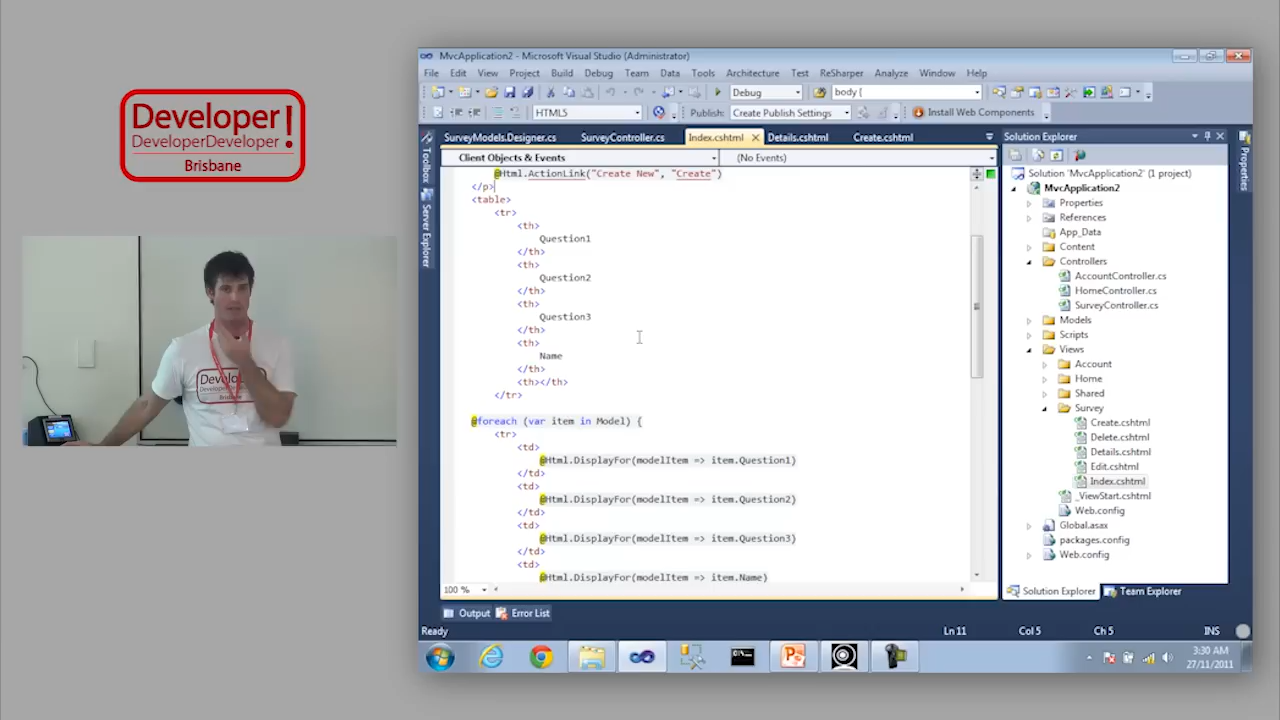 Developer!
DeveloperDeveloper
Brisbane
MvcApplication2 - Microsoft Visual Studio (Administrator)
File Edit View Project Build Debug Team Data Tools Architecture Test ReSharper Analyze Window Help
Debug body {
HTML5 Publish: Create Publish Settings Install Web Components
SurveyModels.Designer.cs SurveyController.cs Index.cshtml Details.cshtml Create.cshtml
Client Objects & Events (No Events)
@Html.ActionLink("Create New", "Create")
</p>
<table>
<tr>
<th>
Question1
</th>
<th>
Question2
</th>
<th>
Question3
</th>
<th>
Name
</th>
<th></th>
</tr>
@foreach (var item in Model) {
<tr>
<td>
@Html.DisplayFor(modelItem => item.Question1)
</td>
<td>
@Html.DisplayFor(modelItem => item.Question2)
</td>
<td>
@Html.DisplayFor(modelItem => item.Question3)
</td>
<td>
@Html.DisplayFor(modelItem => item.Name)
100 %
Toolbox
Server Explorer
Solution Explorer
Solution 'MvcApplication2' (1 project)
MvcApplication2
Properties
References
App_Data
Content
Controllers
AccountController.cs
HomeController.cs
SurveyController.cs
Models
Scripts
Views
Account
Home
Shared
Survey
Create.cshtml
Delete.cshtml
Details.cshtml
Edit.cshtml
Index.cshtml
_ViewStart.cshtml
Web.config
Global.asax
packages.config
Web.config
Solution Explorer Team Explorer
Properties
Output Error List
Ready Ln 11 Col 5 Ch 5 INS
3:30 AM
27/11/2011